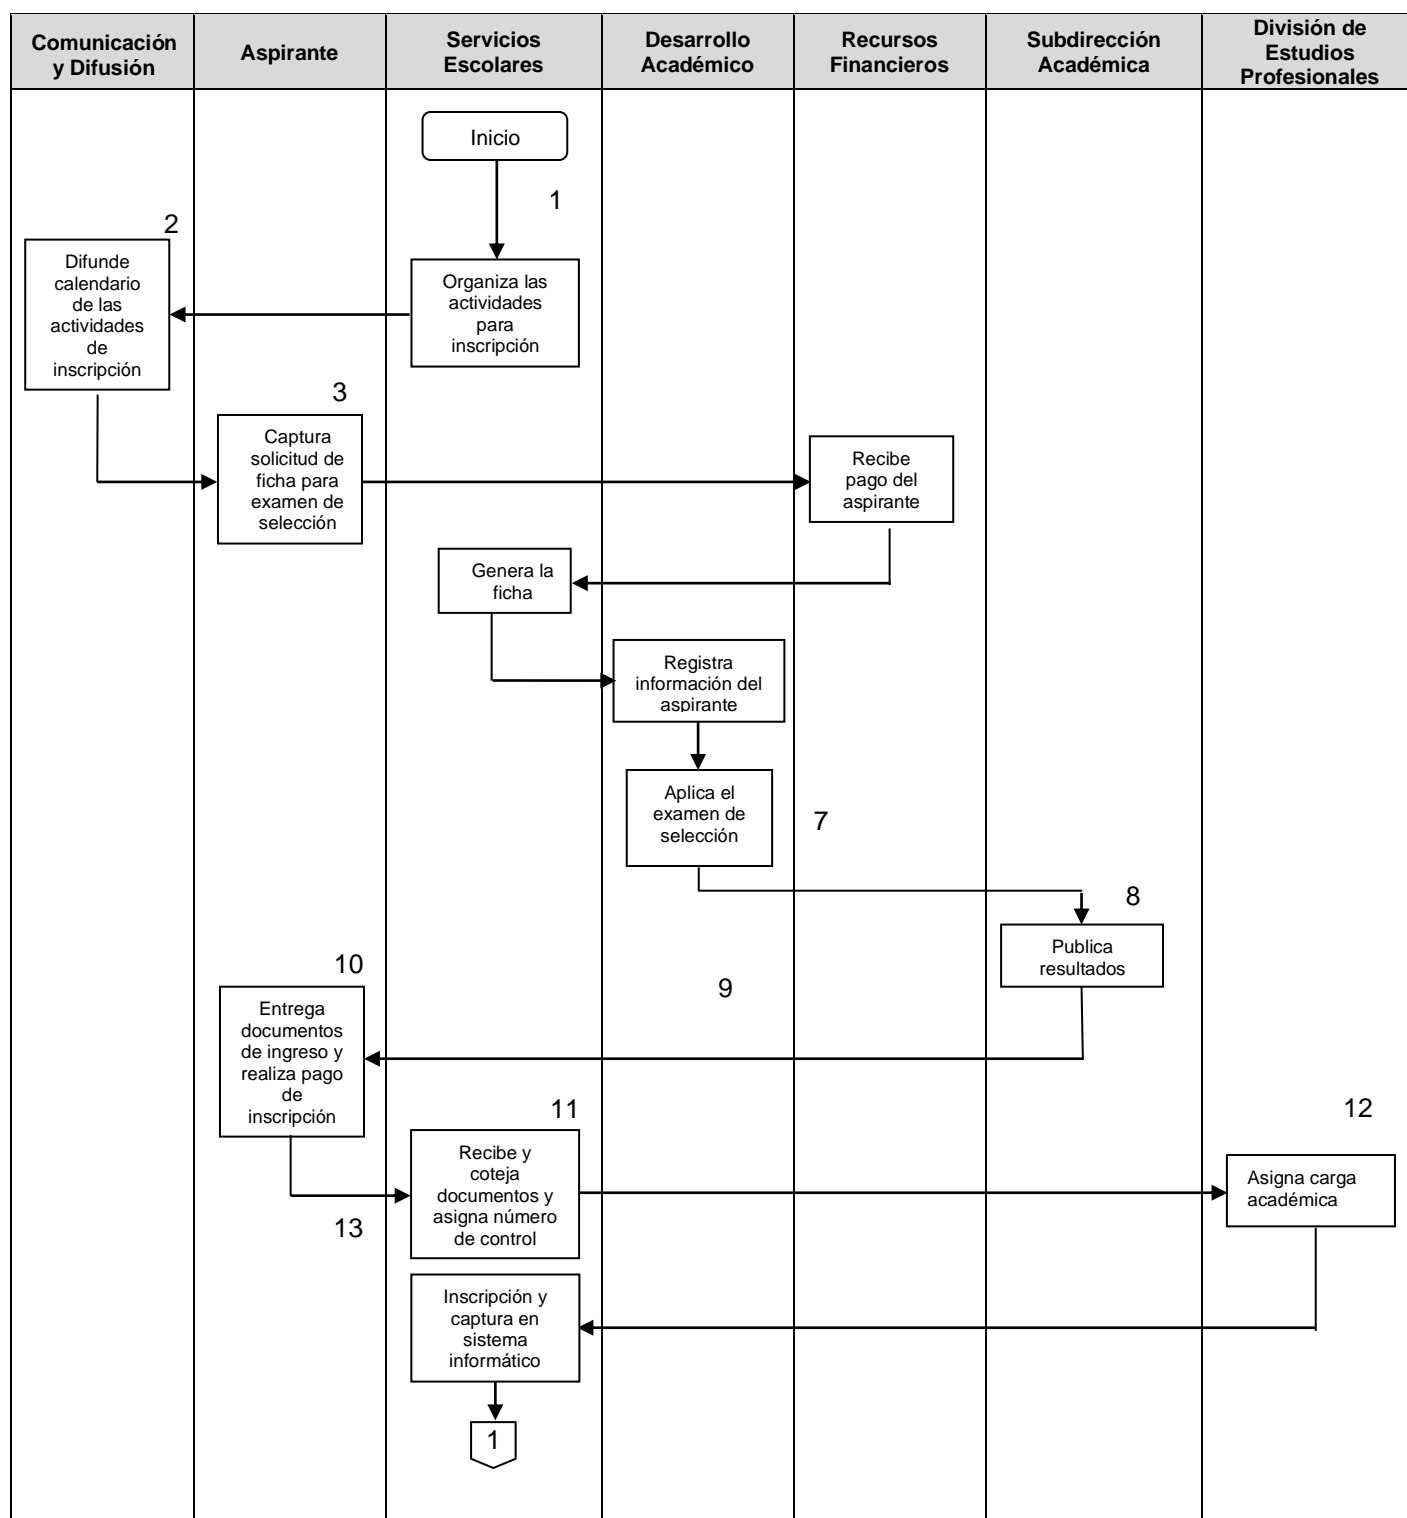 Comunicación
y Difusión
Aspirante
Servicios
Escolares
Desarrollo
Académico
Recursos
Financieros
Subdirección
Académica
División de
Estudios
Profesionales
Inicio
1
2
Difunde
calendario
de las
actividades
de
inscripción
Organiza las
actividades
para
inscripción
3
Captura
solicitud de
ficha para
examen de
selección
Recibe
pago del
aspirante
Genera la
ficha
Registra
información del
aspirante
Aplica el
examen de
selección
7
8
Publica
resultados
9
10
Entrega
documentos
de ingreso y
realiza pago
de
inscripción
11
Recibe y
coteja
documentos y
asigna número
de control
12
Asigna carga
académica
13
Inscripción y
captura en
sistema
informático
1